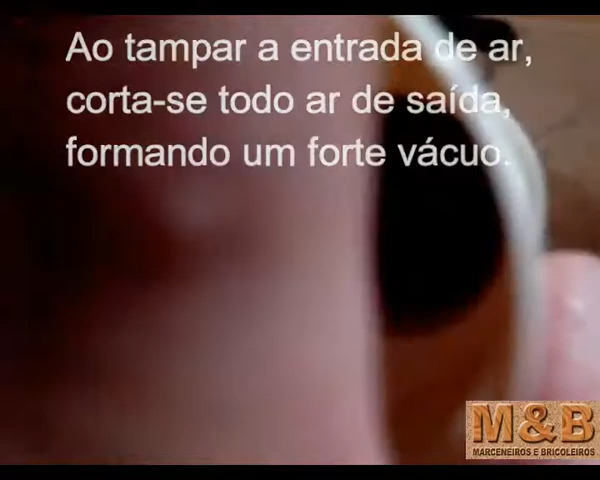 Ao tampar a entrada de ar,
corta-se todo ar de saída,
formando um forte vácuo.
M&B
MARCENEIROS E BRICOLEIROS